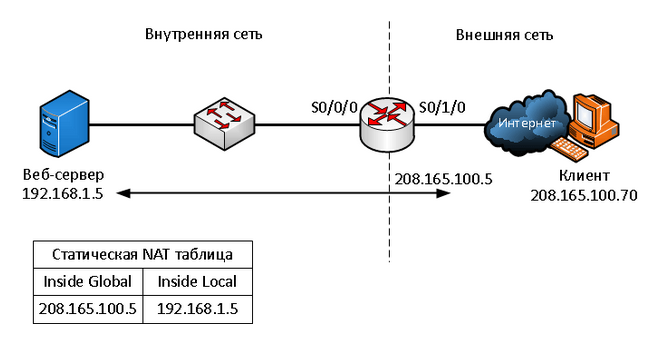 Внутренняя сеть
Внешняя сеть
S0/0/0
S0/1/0
Интернет
Веб-сервер
192.168.1.5
208.165.100.5
Клиент
208.165.100.70
Статическая NAT таблица
Inside Global
Inside Local
208.165.100.5
192.168.1.5